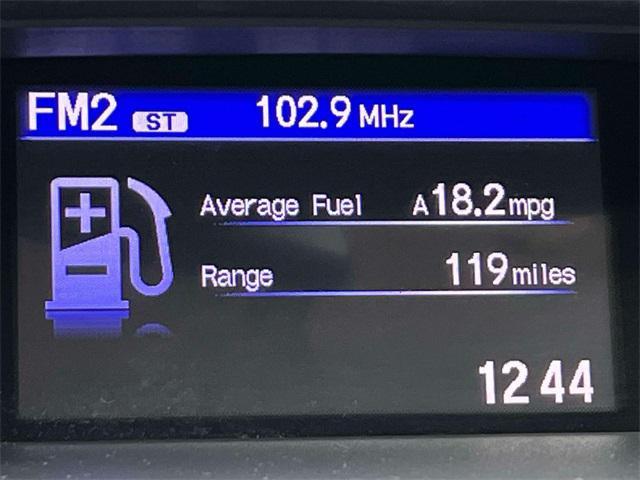 FM2 ST 102.9 MHz
Average Fuel A18.2mpg
Range 119miles
12 44